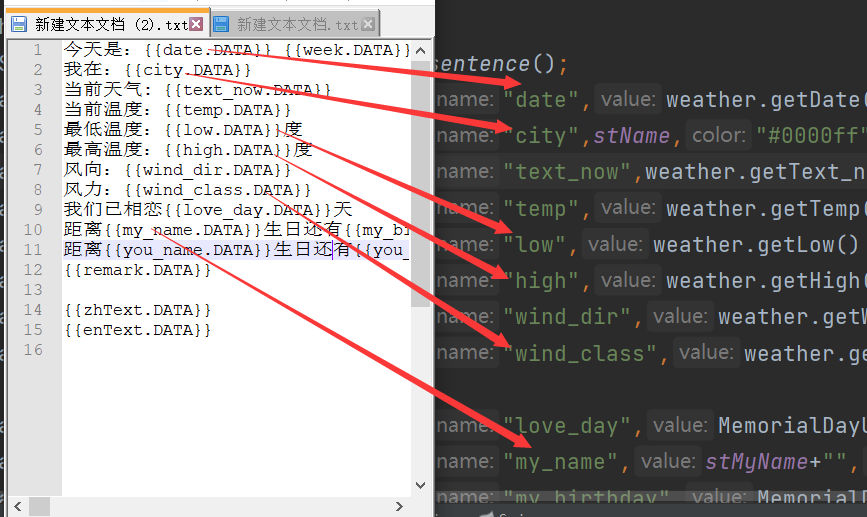 新建文本文档 (2).txt
新建文本文档.txt
1 今天是：{{date.DATA}} {{week.DATA}}
2 我在：{{city.DATA}}
3 当前天气：{{text_now.DATA}}
4 当前温度：{{temp.DATA}}
5 最低温度：{{low.DATA}}度
6 最高温度：{{high.DATA}}度
7 风向：{{wind_dir.DATA}}
8 风力：{{wind_class.DATA}}
9 我们已相恋{{love_day.DATA}}天
10 距离{{my_name.DATA}}生日还有{{my_bi
11 距离{{you_name.DATA}}生日还有{{you_
12 {{remark.DATA}}
13
14 {{zhText.DATA}}
15 {{enText.DATA}}
16
sentence();
name: "date", value: weather.getDate(
name: "city",stName, color: "#0000ff"
name: "text_now",weather.getText_n
name: "temp", value: weather.getTemp(
name: "low", value: weather.getLow()
name: "high", value: weather.getHigh(
name: "wind_dir", value: weather.getW
name: "wind_class", value: weather.ge
name: "love_day", value: MemorialDayU
name: "my_name", value: stMyName+"",
name: "my_birthday", value: Memorial